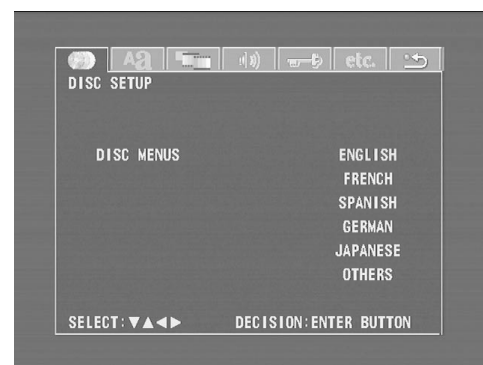 Aa etc.
DISC SETUP
DISC MENUS ENGLISH
FRENCH
SPANISH
GERMAN
JAPANESE
OTHERS
SELECT:▼▲◀▶ DECISION:ENTER BUTTON